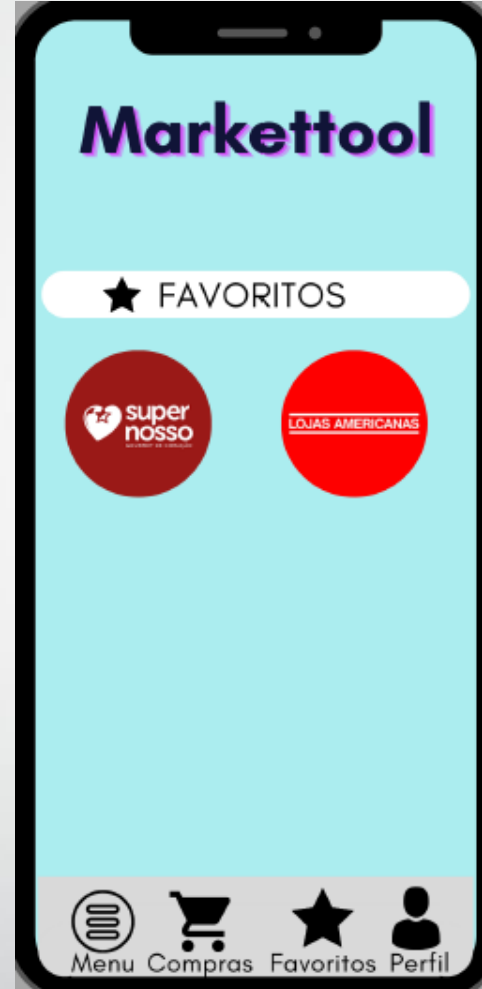 Markettool
FAVORITOS
super
nosso
LOJAS AMERICANAS
Menu Compras Favoritos Perfil